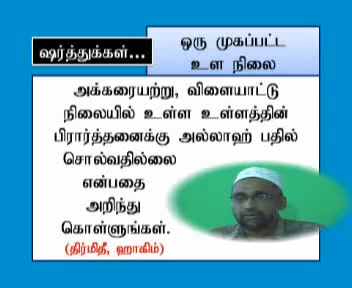 ஷர்த்துக்கள்...
ஒரு முகப்பட்ட
உள நிலை
அக்கரையற்று, விளையாட்டு
நிலையில் உள்ள உள்ளத்தின்
பிரார்த்தனைக்கு அல்லாஹ் பதில்
சொல்வதில்லை
என்பதை
அறிந்து
கொள்ளுங்கள்.
(திர்மிதீ, ஹாகிம்)